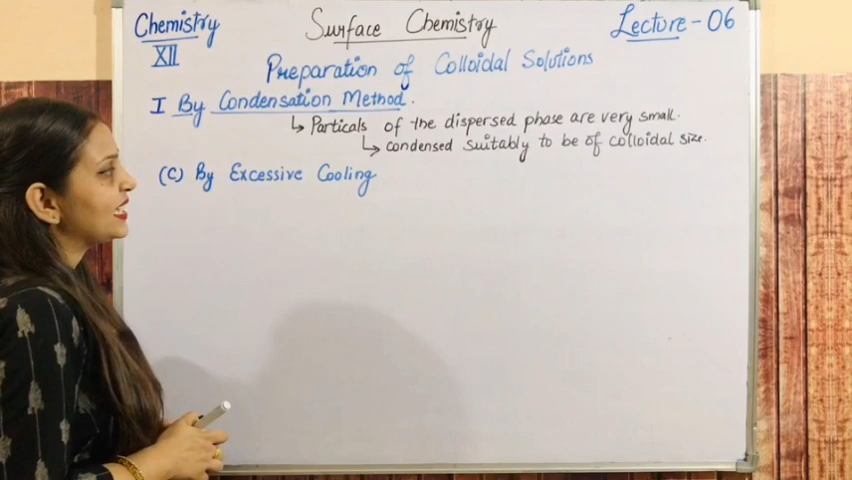 Chemistry Surface Chemistry Lecture-06
XII
Preparation of Colloidal Solutions
I By Condensation Method.
↳ Particals of the dispersed phase are very small.
↳ condensed suitably to be of colloidal size.
(C) By Excessive Cooling